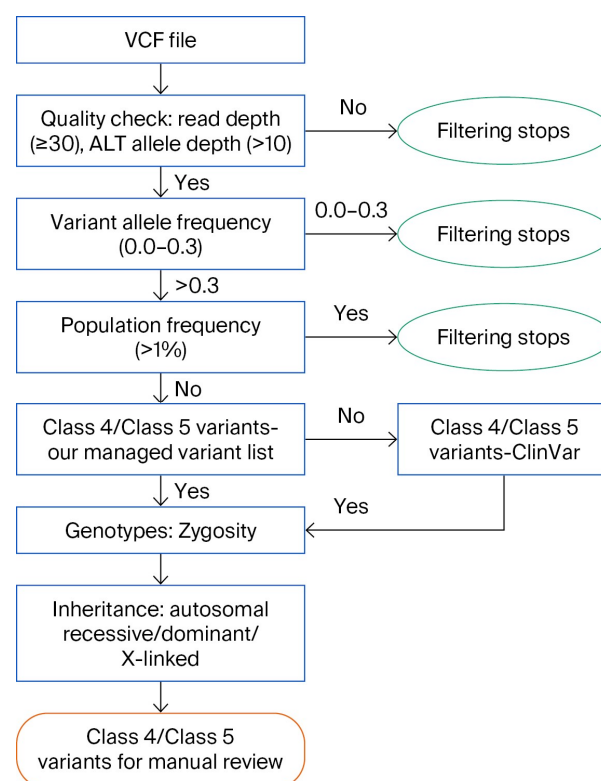 VCF file
Quality check: read depth
(≥30), ALT allele depth (>10)
No
Filtering stops
Yes
Variant allele frequency
(0.0–0.3)
0.0–0.3
Filtering stops
>0.3
Population frequency
(>1%)
Yes
Filtering stops
No
Class 4/Class 5 variants-
our managed variant list
No
Class 4/Class 5
variants-ClinVar
Yes
Yes
Genotypes: Zygosity
Inheritance: autosomal
recessive/dominant/
X-linked
Class 4/Class 5
variants for manual review